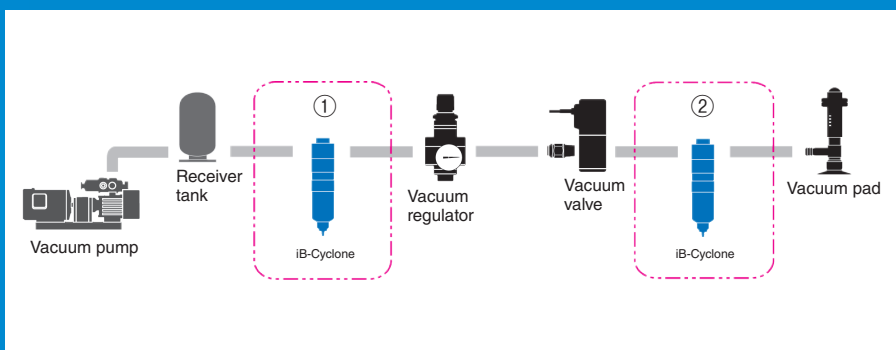 ①
②
Receiver
tank
Vacuum pump
iB-Cyclone
Vacuum
regulator
Vacuum
valve
iB-Cyclone
Vacuum pad